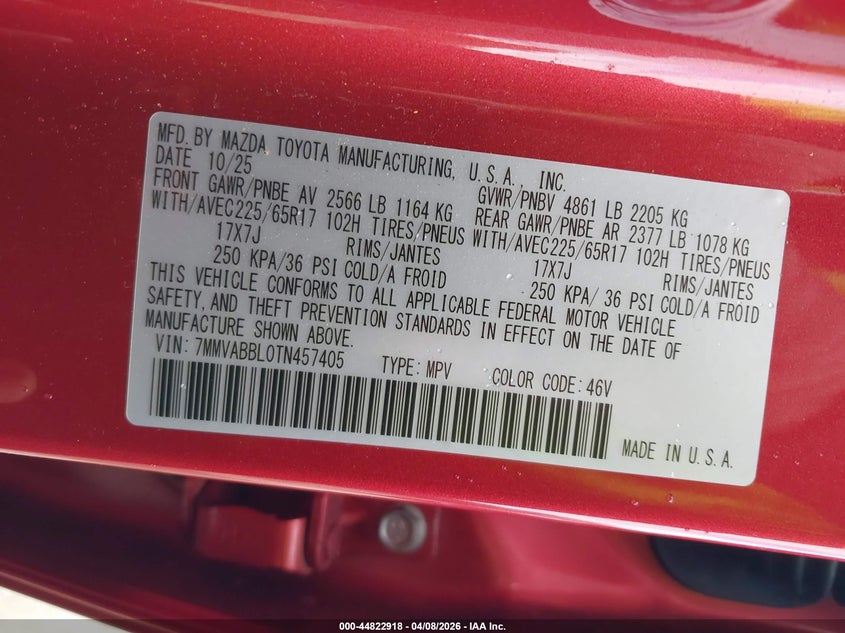 MFD. BY MAZDA TOYOTA MANUFACTURING, U.S.A. INC.
DATE 10/25 GVWR/PNBV 4861 LB 2205 KG
FRONT GAWR/PNBE AV 2566 LB 1164 KG REAR GAWR/PNBE AR 2377 LB 1078 KG
WITH/AVEC225/65R17 102H TIRES/PNEUS WITH/AVEC225/65R17 102H TIRES/PNEUS
17X7J RIMS/JANTES 17X7J RIMS/JANTES
250 KPA/36 PSI COLD/A FROID 250 KPA/ 36 PSI COLD/A FROID
THIS VEHICLE CONFORMS TO ALL APPLICABLE FEDERAL MOTOR VEHICLE
SAFETY, AND THEFT PREVENTION STANDARDS IN EFFECT ON THE DATE OF
MANUFACTURE SHOWN ABOVE.
VIN: 7MMVABBL0TN457405 TYPE: MPV COLOR CODE: 46V
MADE IN U.S.A.
000-44822918 - 04/08/2026 - IAA Inc.